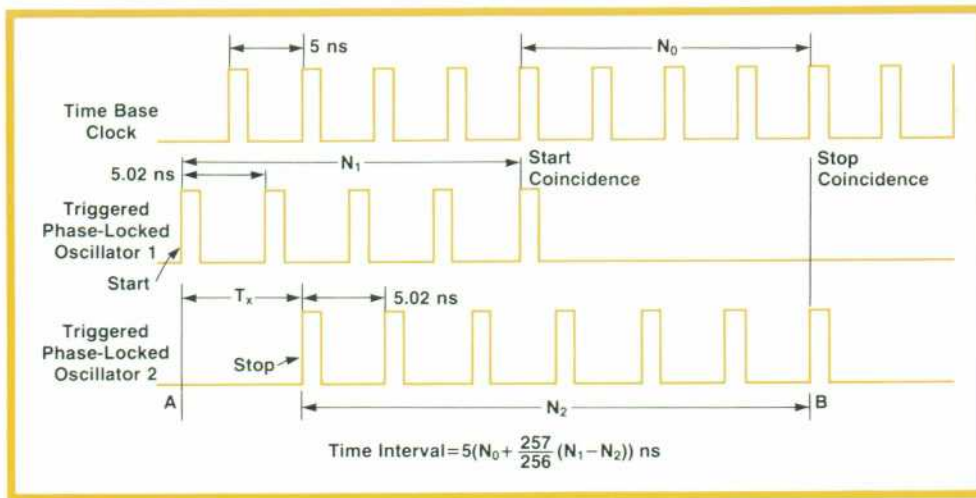 5 ns
N₀
Time Base
Clock
N₁
Start
Coincidence
Stop
Coincidence
5.02 ns
Triggered
Phase-Locked
Oscillator 1
Start
Tₓ
5.02 ns
Triggered
Phase-Locked
Oscillator 2
Stop
A
B
N₂
Time Interval=5(N₀+ 257/256 (N₁−N₂)) ns